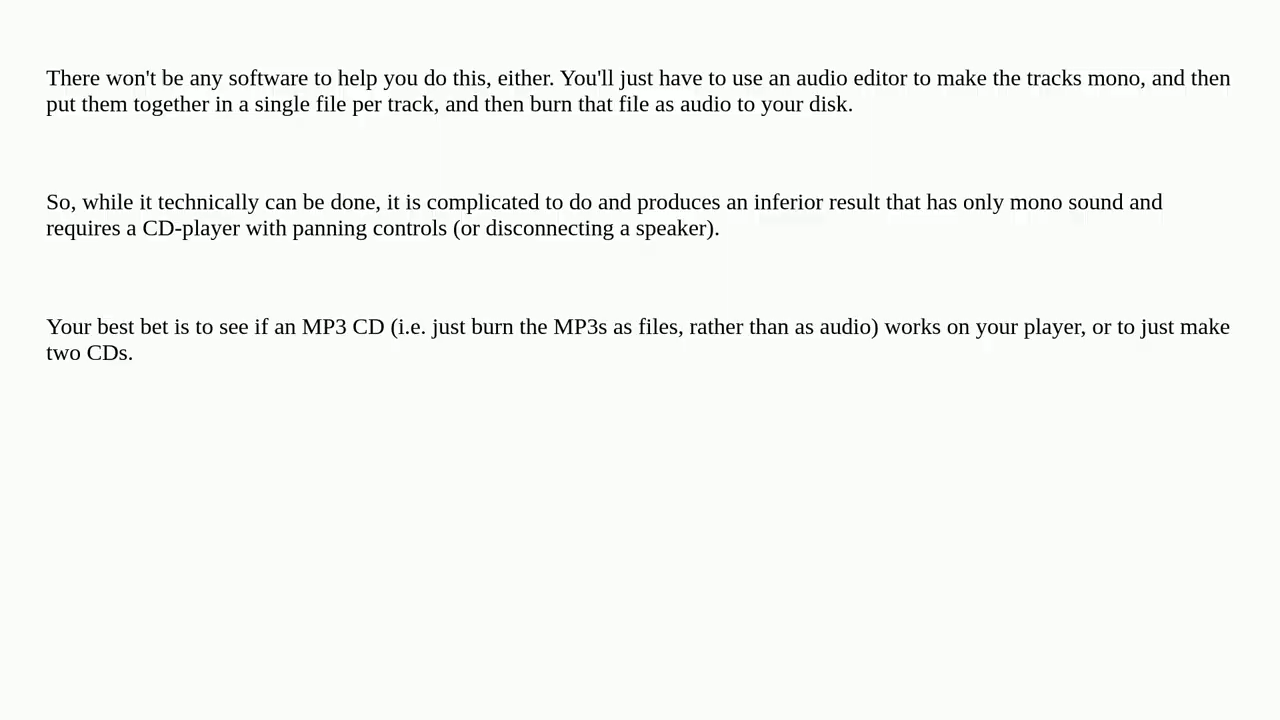 There won't be any software to help you do this, either. You'll just have to use an audio editor to make the tracks mono, and then
put them together in a single file per track, and then burn that file as audio to your disk.
So, while it technically can be done, it is complicated to do and produces an inferior result that has only mono sound and
requires a CD-player with panning controls (or disconnecting a speaker).
Your best bet is to see if an MP3 CD (i.e. just burn the MP3s as files, rather than as audio) works on your player, or to just make
two CDs.